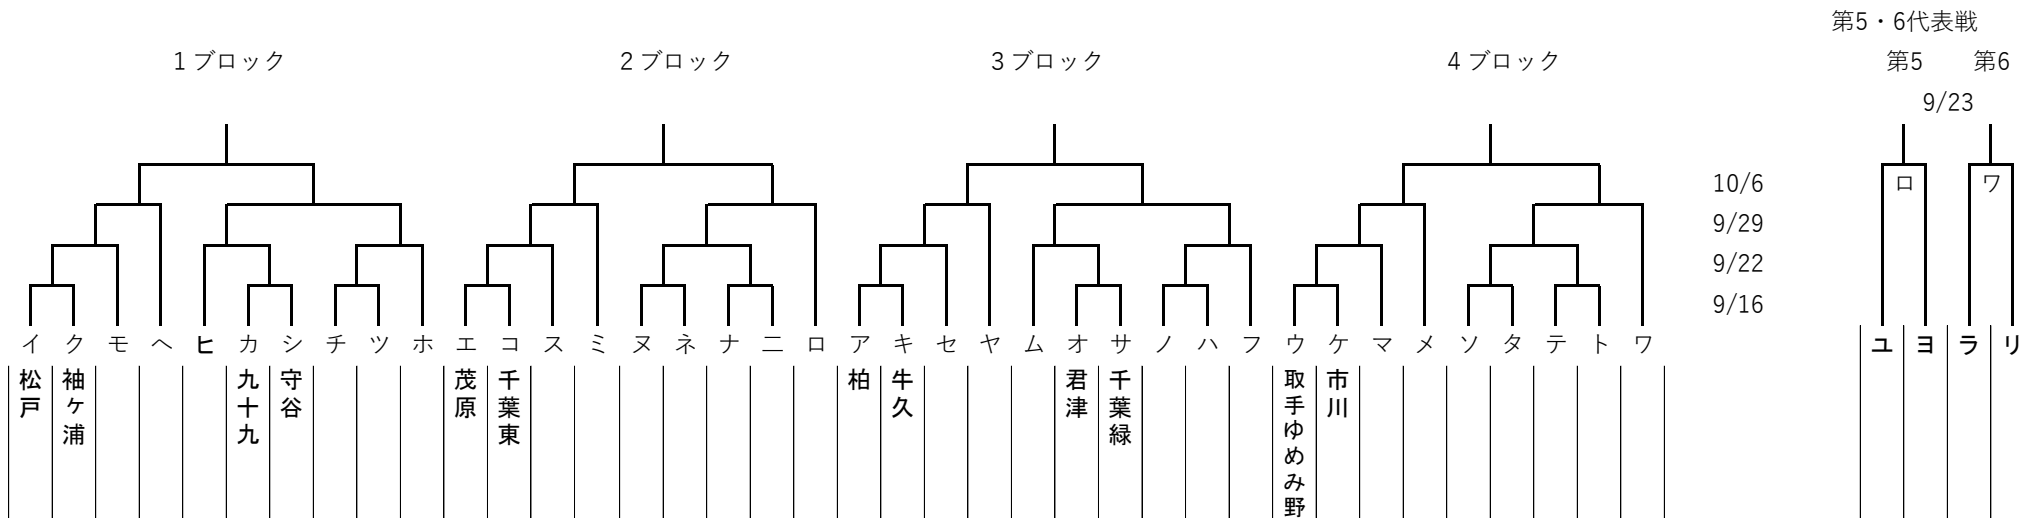 第5・6代表戦
1ブロック 2ブロック 3ブロック 4ブロック 第5 第6
9/23
10/6 ロ ワ
9/29
9/22
9/16
イ ク モ ヘ ヒ カ シ チ ツ ホ エ コ ス ミ ヌ ネ ナ ニ ロ ア キ セ ヤ ム オ サ ノ ハ フ ウ ケ マ メ ソ タ テ ト ワ ユ ヨ ラ リ
松戸 袖ヶ浦 九十九 守谷 茂原 千葉東 柏 牛久 君津 千葉緑 取手ゆめみ野 市川